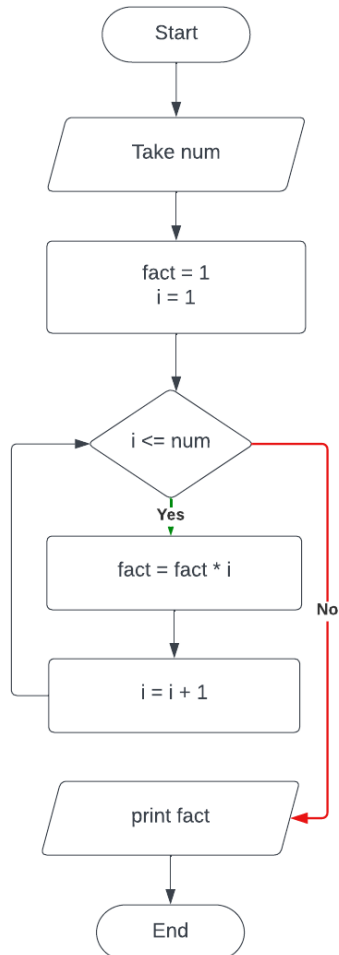 Start
Take num
fact = 1
i = 1
i <= num
Yes
fact = fact * i
No
i = i + 1
print fact
End